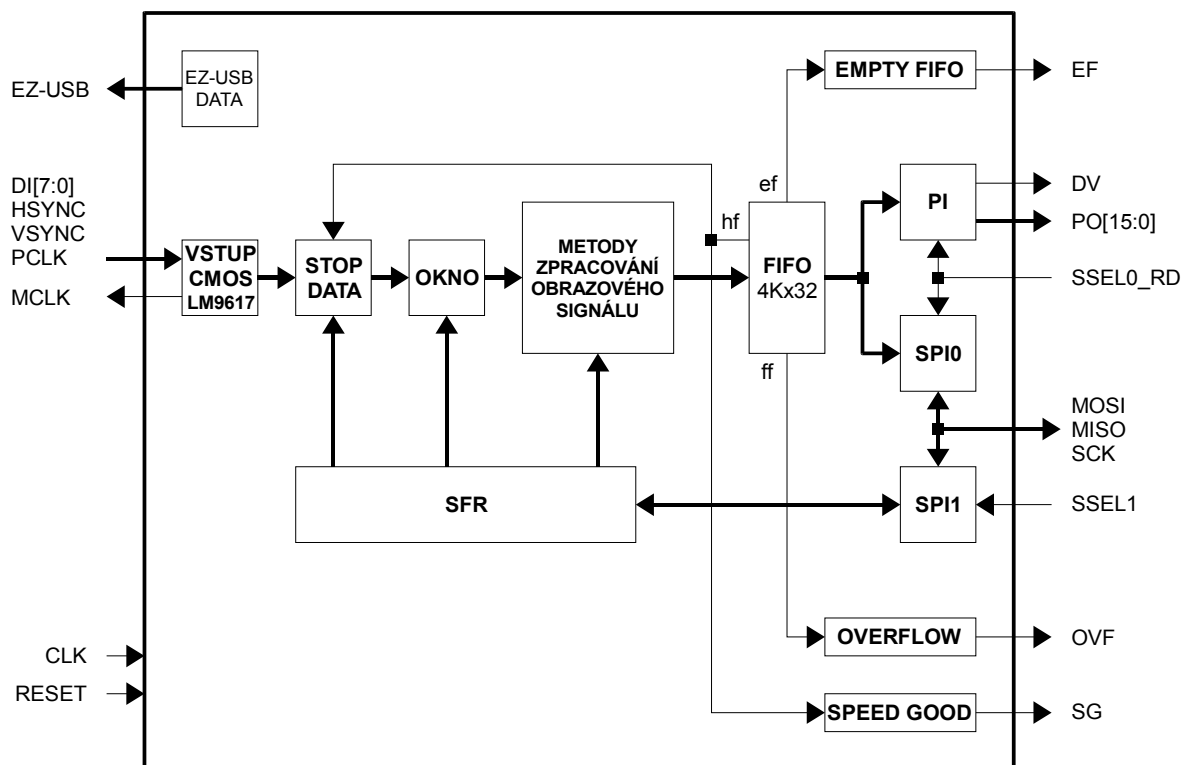 EZ-USB
EZ-USB
DATA
EMPTY FIFO
EF
DI[7:0]
HSYNC
VSYNC
PCLK
MCLK
VSTUP
CMOS
LM9617
STOP
DATA
OKNO
METODY
ZPRACOVÁNÍ
OBRAZOVÉHO
SIGNÁLU
ef
hf
FIFO
4Kx32
ff
PI
DV
PO[15:0]
SSEL0_RD
SPI0
MOSI
MISO
SCK
SFR
SPI1
SSEL1
CLK
RESET
OVERFLOW
OVF
SPEED GOOD
SG